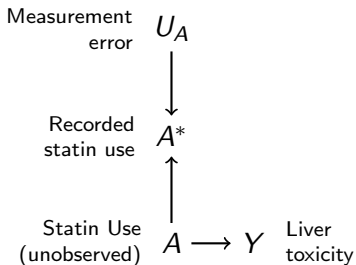 Measurement
error
U_A
Recorded
statin use
A*
Statin Use
(unobserved)
A
Y
Liver
toxicity